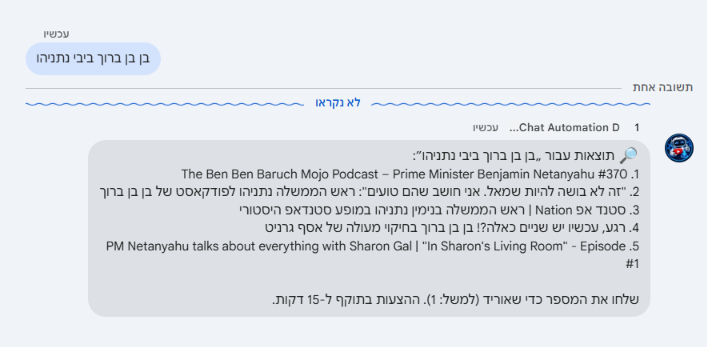 עכשיו
בן בן ברוך ביבי נתניהו
תשובה אחת
לא נקראו
1 Chat Automation D... עכשיו
🔎 תוצאות עבור „בן בן ברוך ביבי נתניהו”:
1. The Ben Ben Baruch Mojo Podcast – Prime Minister Benjamin Netanyahu #370
2. "זה לא בושה להיות שמאל. אני חושב שהם טועים": ראש הממשלה נתניהו לפודקאסט של בן בן ברוך
3. סטנד אפ Nation | ראש הממשלה בנימין נתניהו במופע סטנדאפ היסטורי
4. רגע, עכשיו יש שניים כאלה?! בן בן ברוך בחיקוי מעולה של אסף גרניט
5. PM Netanyahu talks about everything with Sharon Gal | "In Sharon's Living Room" - Episode
#1
שלחו את המספר כדי שאוריד (למשל: 1). ההצעות בתוקף ל-15 דקות.